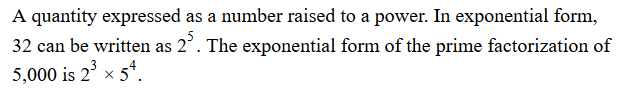 A quantity expressed as a number raised to a power. In exponential form,
32 can be written as 2⁵. The exponential form of the prime factorization of
5,000 is 2³ × 5⁴.